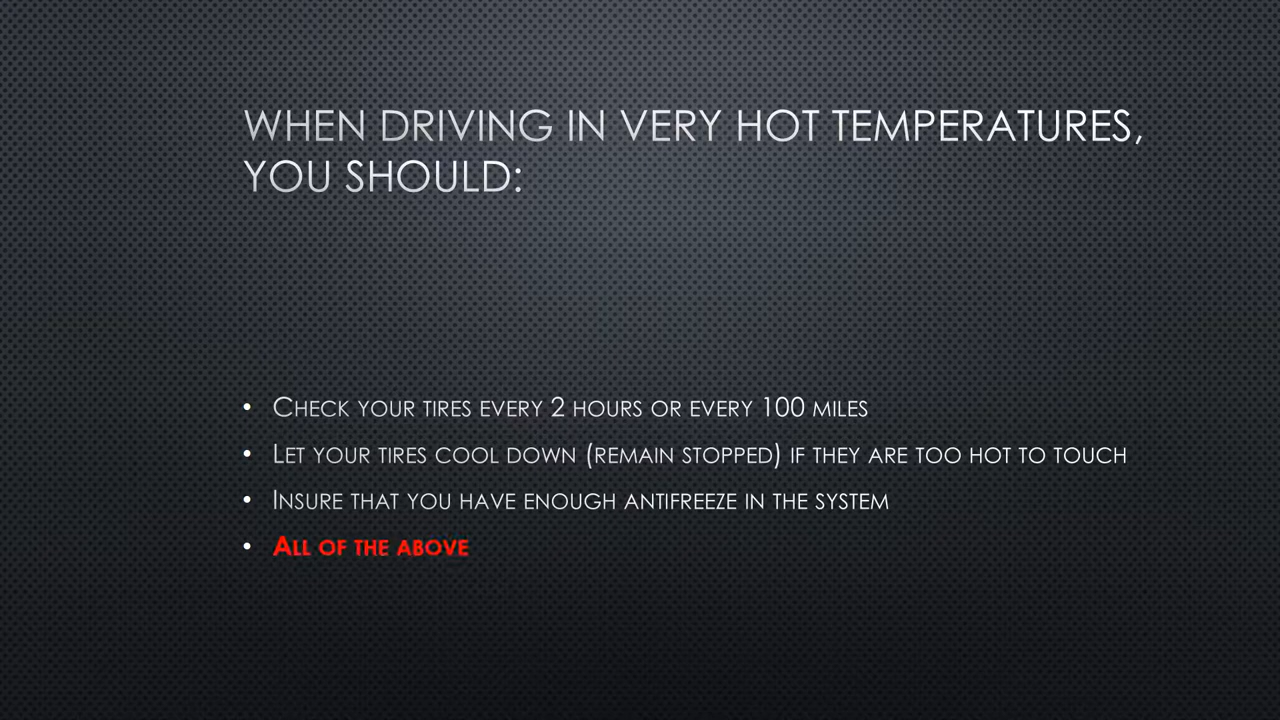 WHEN DRIVING IN VERY HOT TEMPERATURES,
YOU SHOULD:
• CHECK YOUR TIRES EVERY 2 HOURS OR EVERY 100 MILES
• LET YOUR TIRES COOL DOWN (REMAIN STOPPED) IF THEY ARE TOO HOT TO TOUCH
• INSURE THAT YOU HAVE ENOUGH ANTIFREEZE IN THE SYSTEM
• ALL OF THE ABOVE